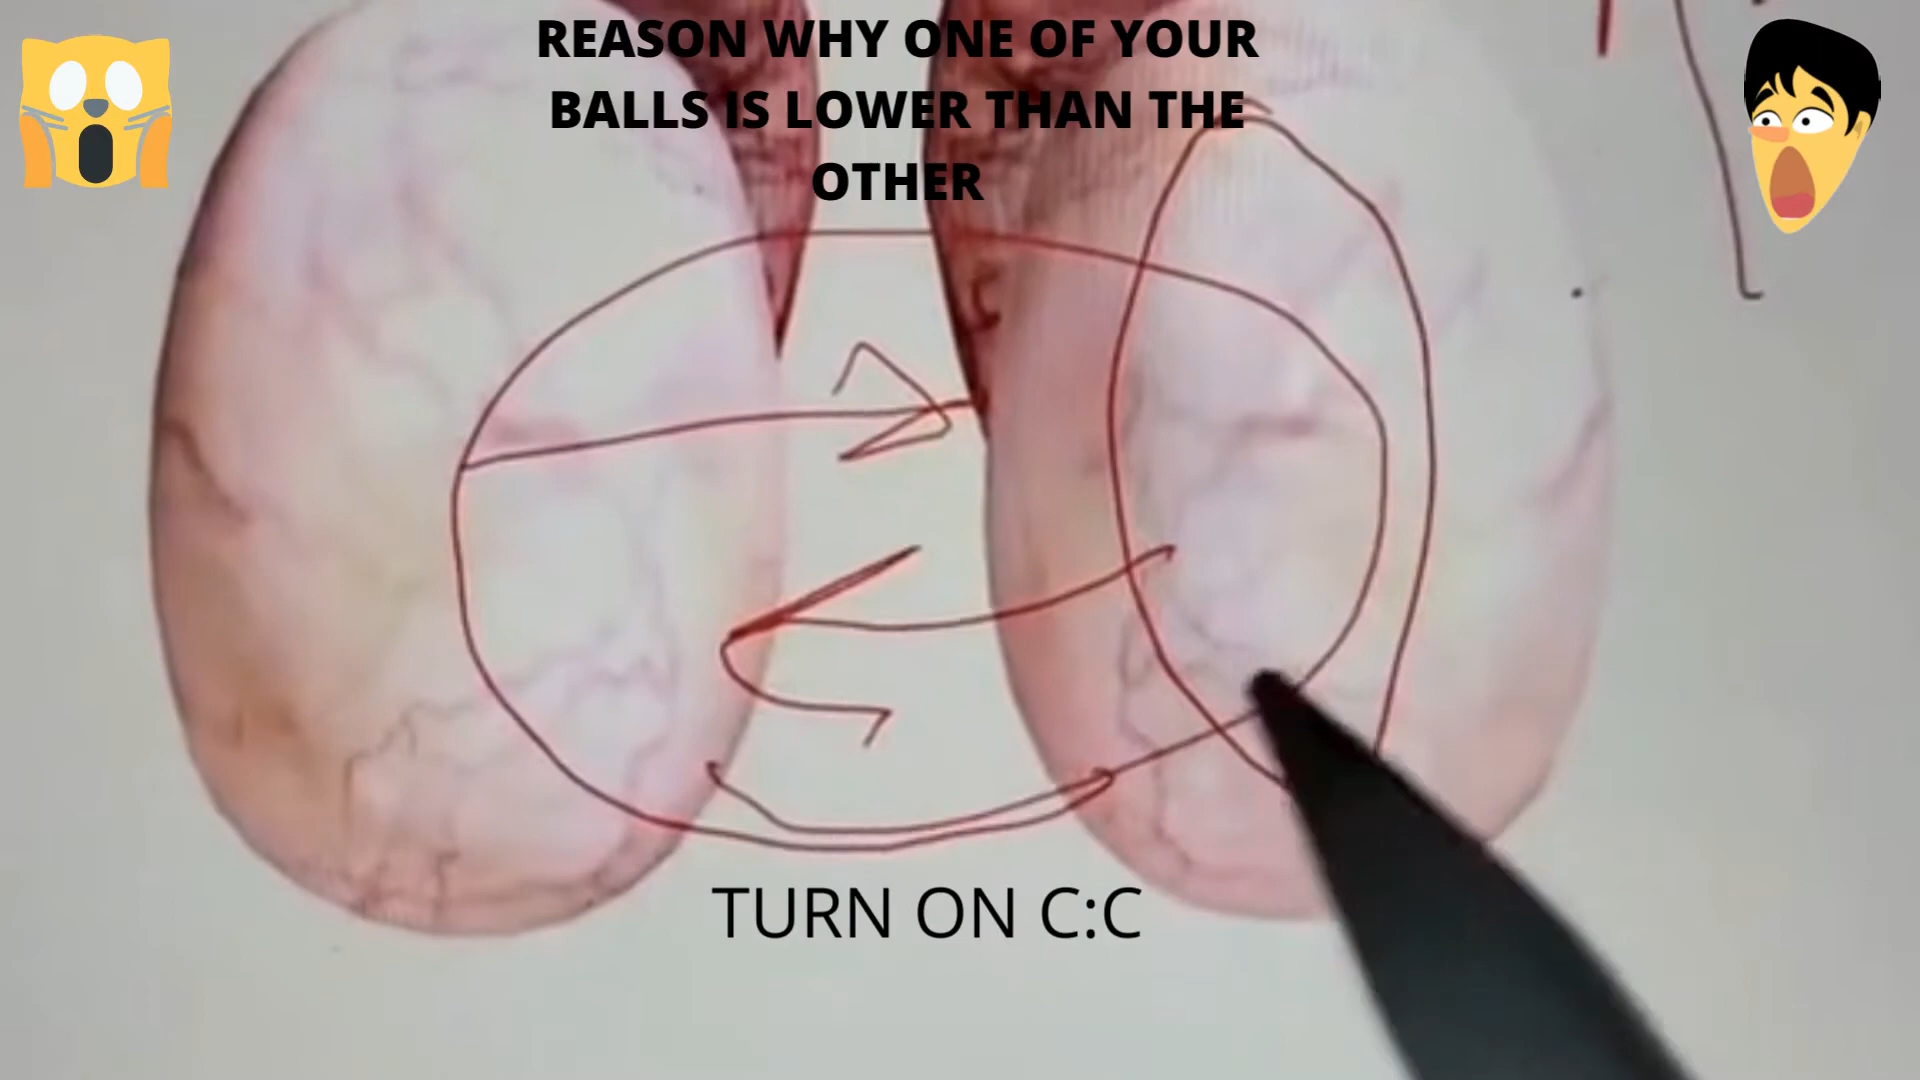 REASON WHY ONE OF YOUR
BALLS IS LOWER THAN THE
OTHER
TURN ON C:C